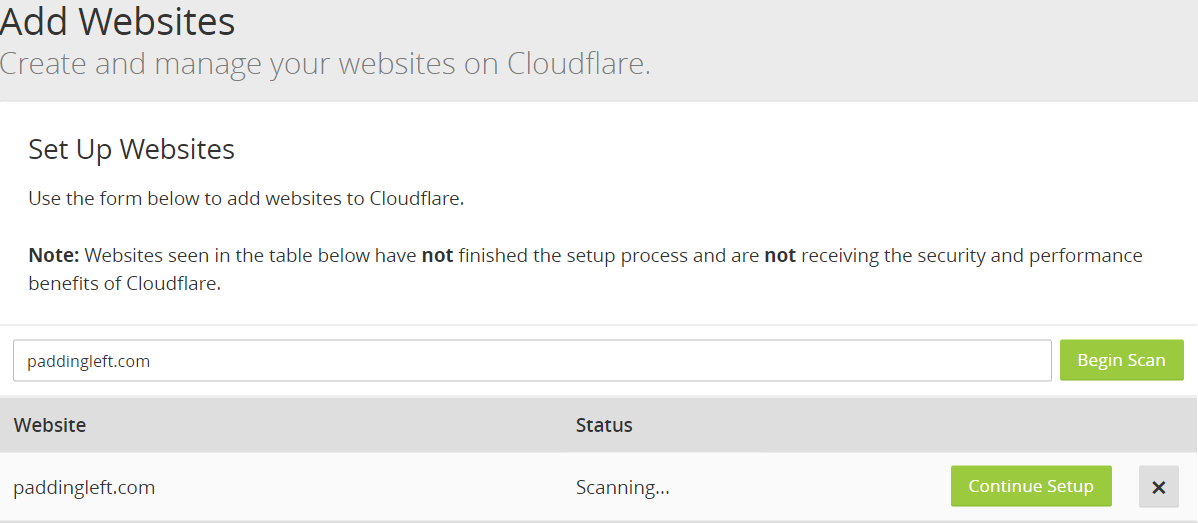 Add Websites
Create and manage your websites on Cloudflare.
Set Up Websites
Use the form below to add websites to Cloudflare.
Note: Websites seen in the table below have not finished the setup process and are not receiving the security and performance
benefits of Cloudflare.
paddingleft.com Begin Scan
Website Status
paddingleft.com Scanning... Continue Setup ×